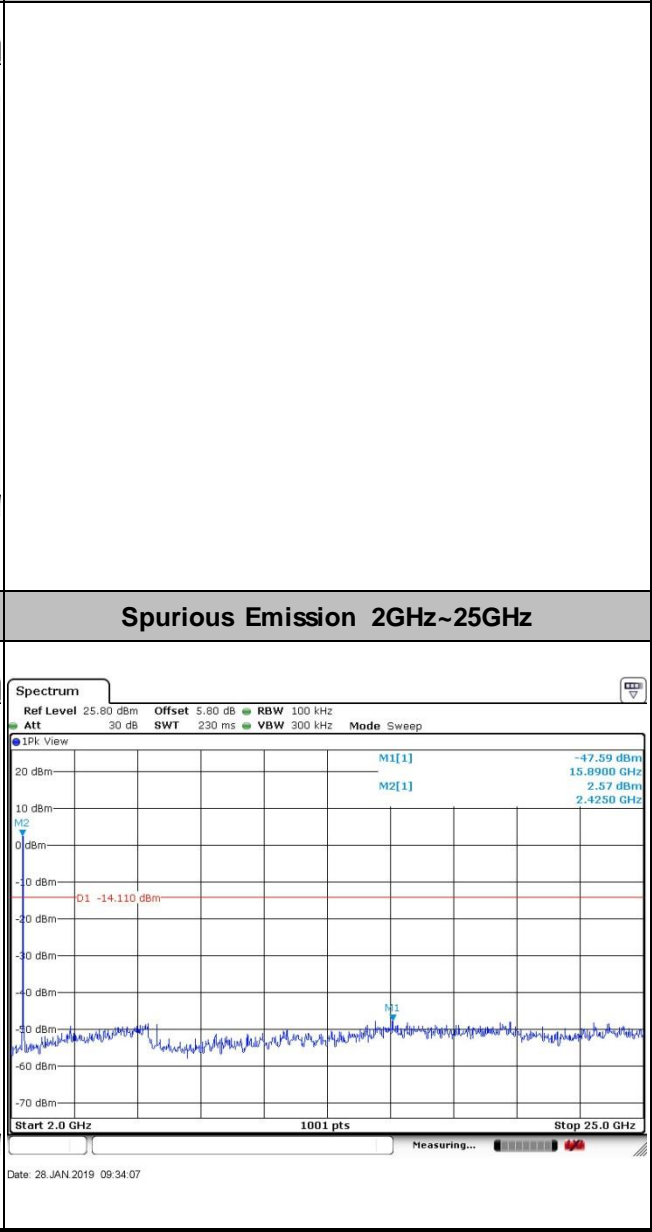 Spurious Emission 2GHz~25GHz
Spectrum
Ref Level 25.80 dBm Offset 5.80 dB RBW 100 kHz
Att 30 dB SWT 230 ms VBW 300 kHz Mode Sweep
1Pk View
M1[1] -47.59 dBm
15.8900 GHz
M2[1] 2.57 dBm
2.4250 GHz
20 dBm
10 dBm
M2
0 dBm
-10 dBm
D1 -14.110 dBm
-20 dBm
-30 dBm
-40 dBm
M1
-50 dBm
-60 dBm
-70 dBm
Start 2.0 GHz 1001 pts Stop 25.0 GHz
Measuring...
Date: 28.JAN.2019 09:34:07